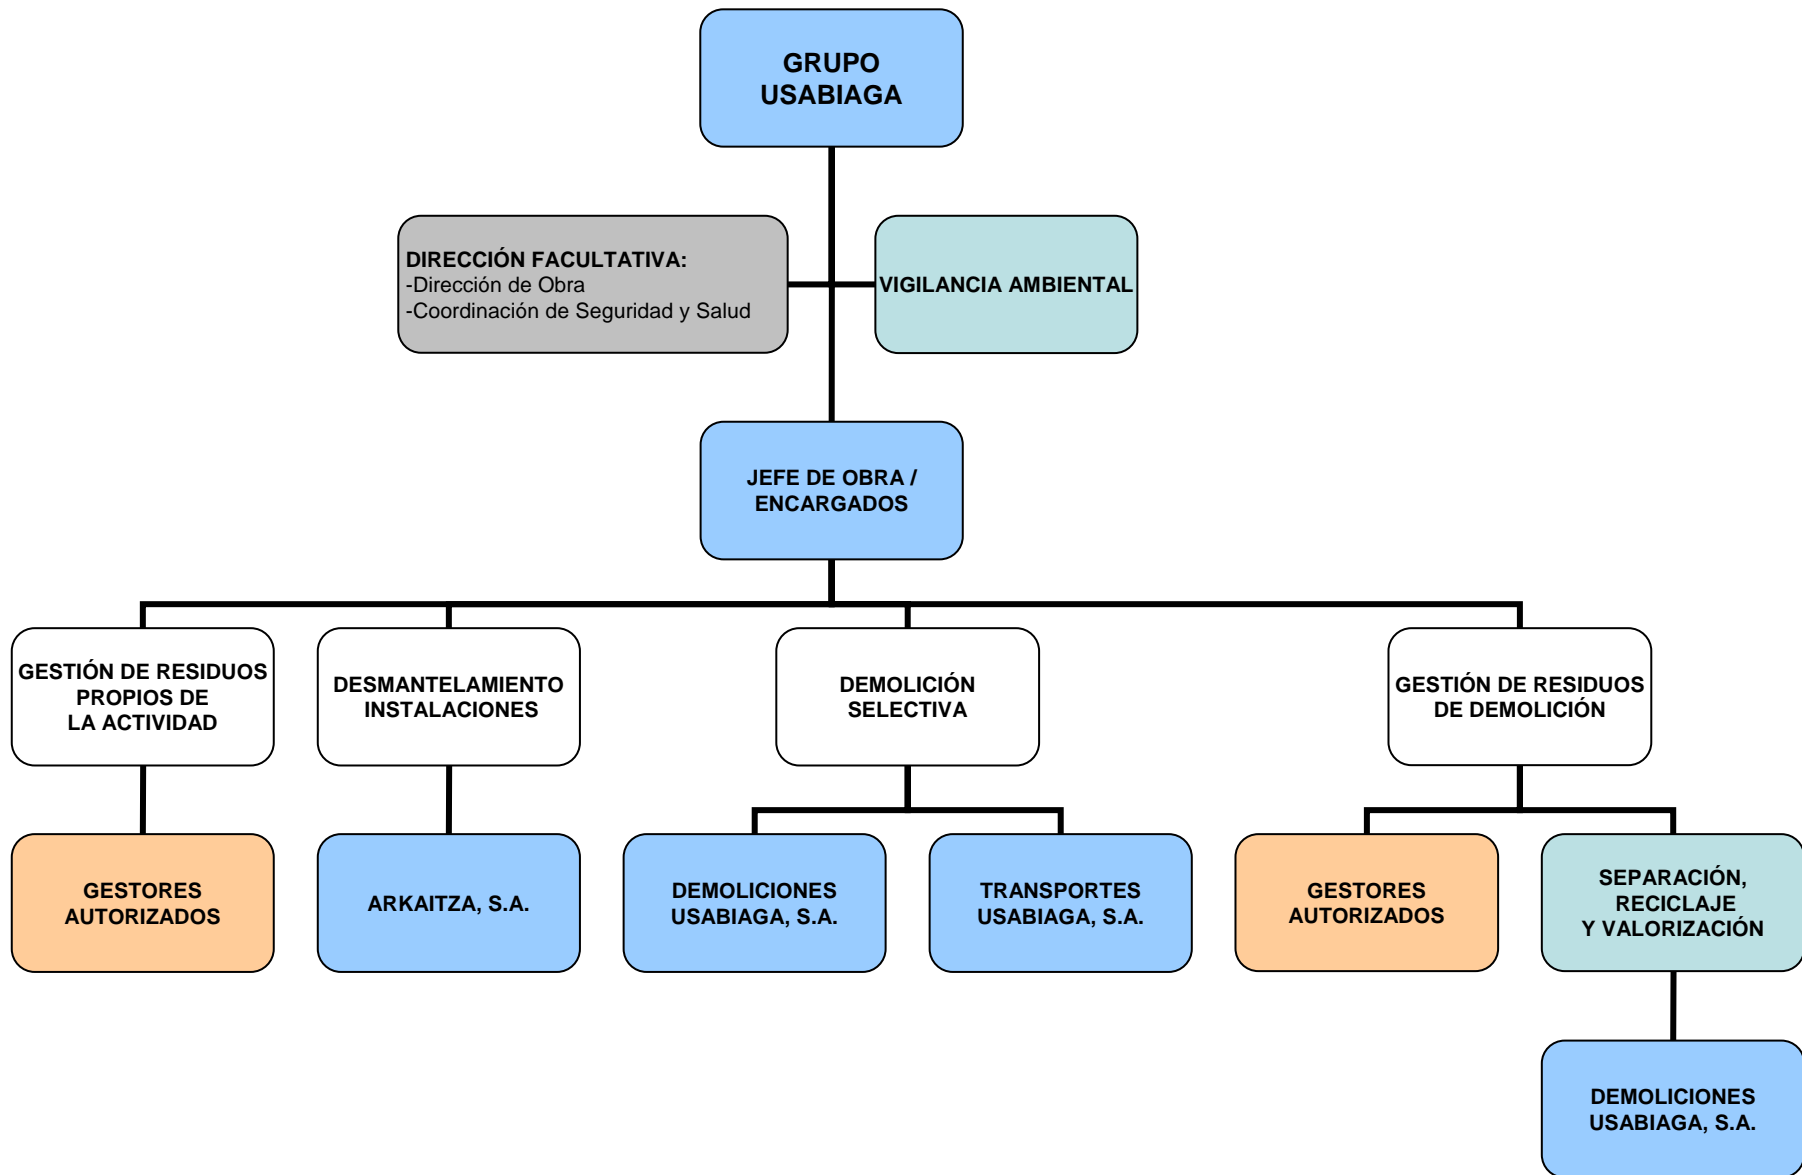 GRUPO
USABIAGA
DIRECCIÓN FACULTATIVA:
-Dirección de Obra
-Coordinación de Seguridad y Salud
VIGILANCIA AMBIENTAL
JEFE DE OBRA /
ENCARGADOS
GESTIÓN DE RESIDUOS
PROPIOS DE
LA ACTIVIDAD
DESMANTELAMIENTO
INSTALACIONES
DEMOLICIÓN
SELECTIVA
GESTIÓN DE RESIDUOS
DE DEMOLICIÓN
GESTORES
AUTORIZADOS
ARKAITZA, S.A.
DEMOLICIONES
USABIAGA, S.A.
TRANSPORTES
USABIAGA, S.A.
GESTORES
AUTORIZADOS
SEPARACIÓN,
RECICLAJE
Y VALORIZACIÓN
DEMOLICIONES
USABIAGA, S.A.